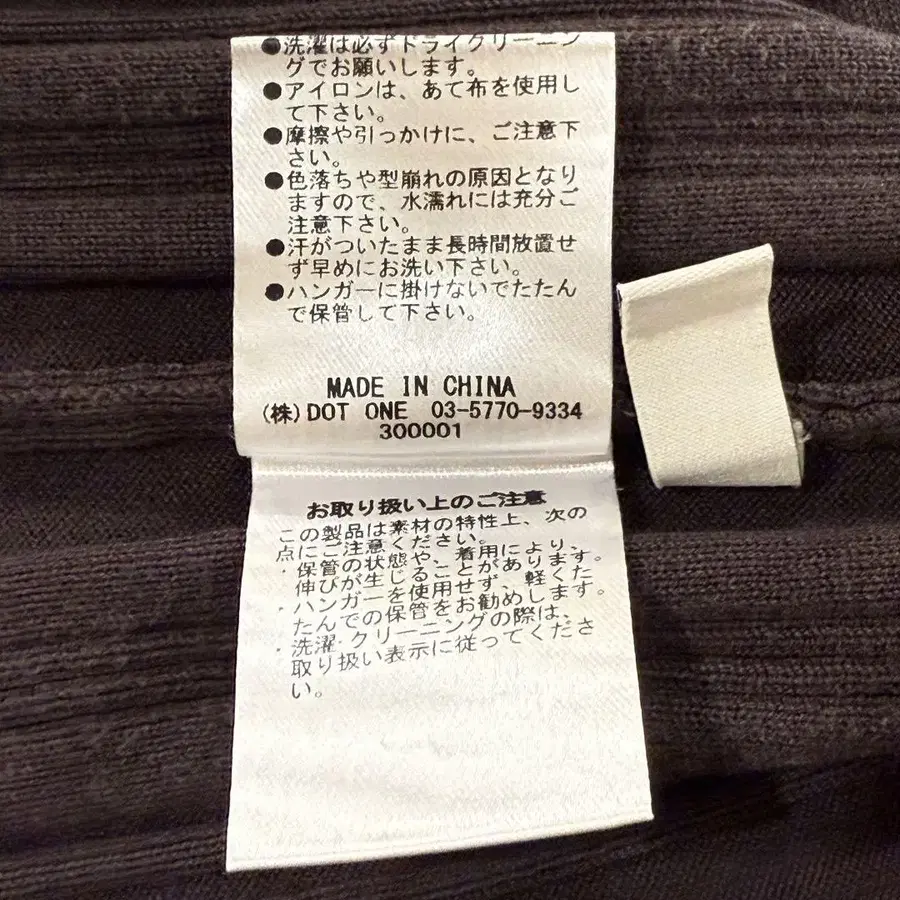 ●洗濯は必ずドライクリーニン
グでお願いします。
●アイロンは、あて布を使用し
て下さい。
●摩擦や引っかけに、ご注意下
さい。
●色落ちや型崩れの原因となり
ますので、水濡れには充分ご
注意下さい。
●汗がついたまま長時間放置せ
ず早めにお洗い下さい。
●ハンガーに掛けないでたたん
で保管して下さい。
MADE IN CHINA
(株)DOT ONE 03-5770-9334
300001
お取り扱い上のご注意
この製品は素材の特性上、次の
点にご注意ください。
・保管の状態や、着用により、
伸びが生じることがあります。
・ハンガーを使用せず、軽くた
たんでの保管をお勧めします。
・洗濯・クリーニングの際は、
取り扱い表示に従ってくださ
い。